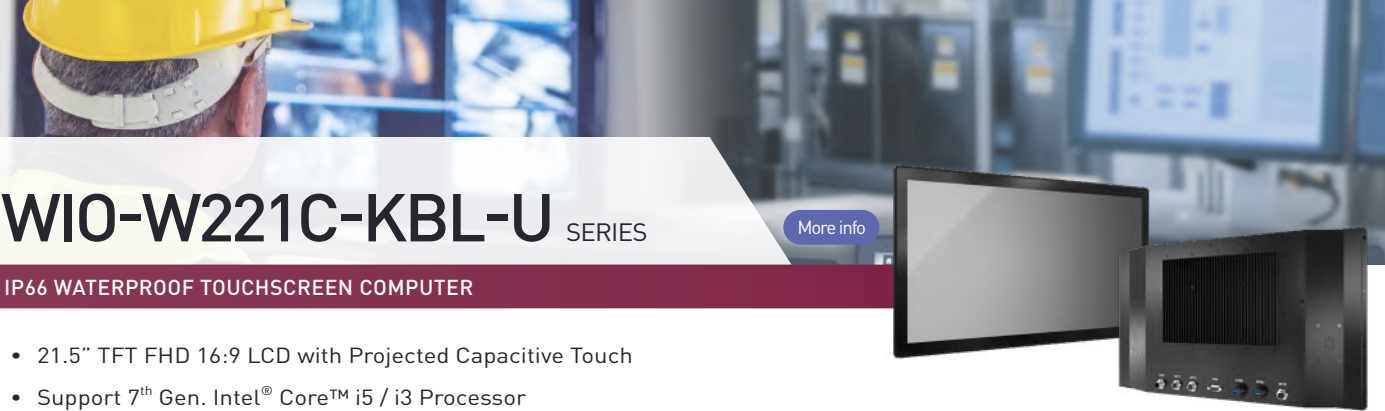 WIO-W221C-KBL-U SERIES
More info
IP66 WATERPROOF TOUCHSCREEN COMPUTER
• 21.5” TFT FHD 16:9 LCD with Projected Capacitive Touch
• Support 7th Gen. Intel® Core™ i5 / i3 Processor